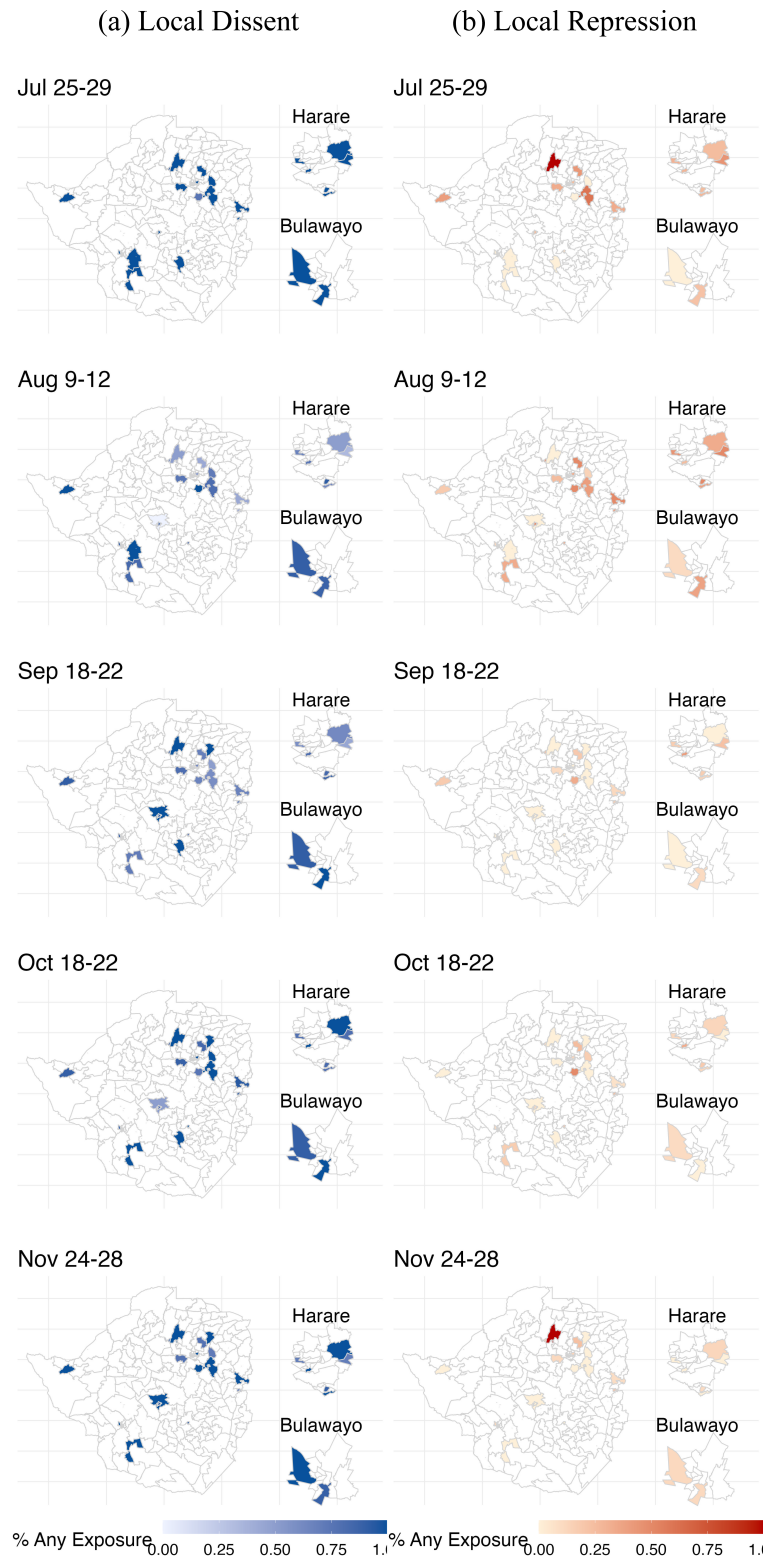 (a) Local Dissent
(b) Local Repression
Jul 25-29
Jul 25-29
Harare
Harare
Bulawayo
Bulawayo
Aug 9-12
Aug 9-12
Harare
Harare
Bulawayo
Bulawayo
Sep 18-22
Sep 18-22
Harare
Harare
Bulawayo
Bulawayo
Oct 18-22
Oct 18-22
Harare
Harare
Bulawayo
Bulawayo
Nov 24-28
Nov 24-28
Harare
Harare
Bulawayo
Bulawayo
% Any Exposure
0.00 0.25 0.50 0.75 1.
% Any Exposure
0.00 0.25 0.50 0.75 1.